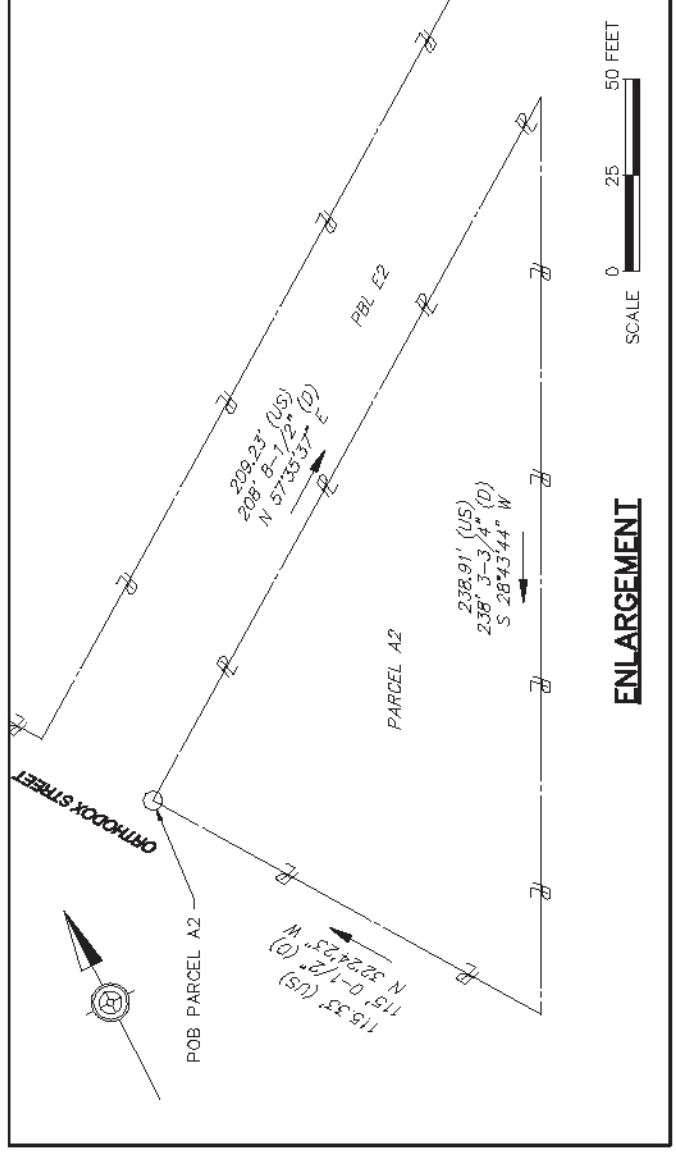 ORTHODOX STREET
POB PARCEL A2
209.23' (US)
208' 8-1/2" (D)
N 57°35'37" E
PBL E2
PARCEL A2
238.91' (US)
238' 3-3/4" (D)
S 28°43'44" W
115.33' (US)
115' 0-1/2" (D)
N 32°24'23" W
ENLARGEMENT
SCALE
0 25 50 FEET